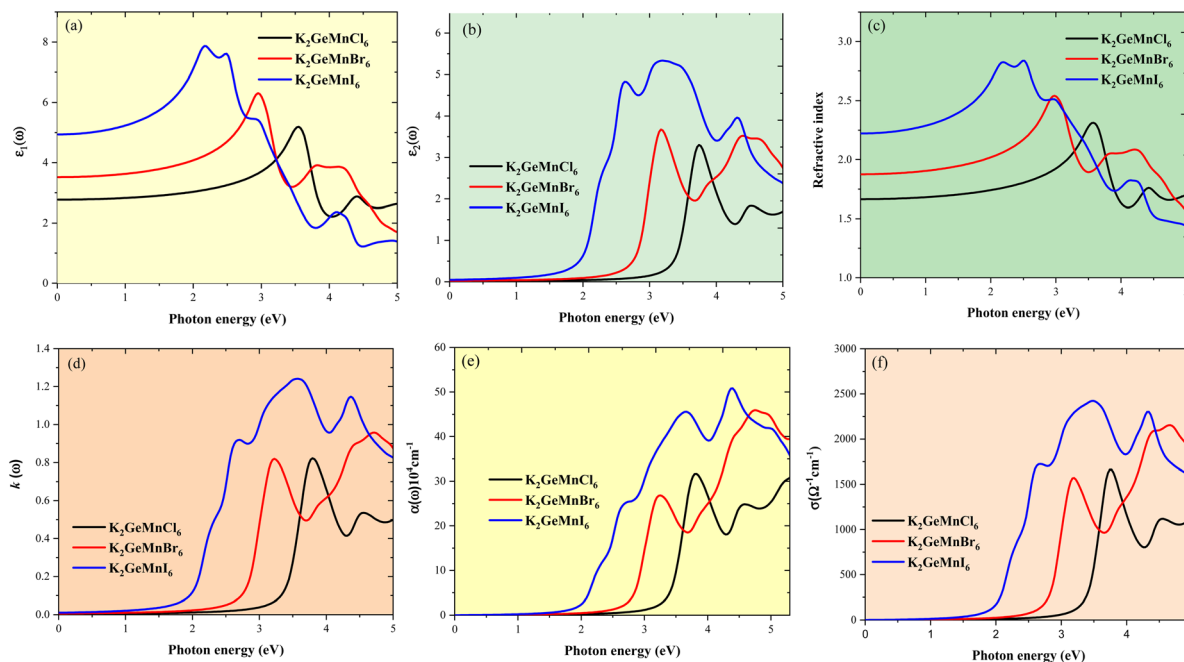 (a)
K₂GeMnCl₆
K₂GeMnBr₆
K₂GeMnI₆
ε₁(ω)
8
6
4
2
0
0 1 2 3 4 5
Photon energy (eV)
(b)
K₂GeMnCl₆
K₂GeMnBr₆
K₂GeMnI₆
ε₂(ω)
6
5
4
3
2
1
0
0 1 2 3 4 5
Photon energy (eV)
(c)
K₂GeMnCl₆
K₂GeMnBr₆
K₂GeMnI₆
Refractive index
3.0
2.5
2.0
1.5
1.0
0 1 2 3 4
Photon energy (eV)
(d)
K₂GeMnCl₆
K₂GeMnBr₆
K₂GeMnI₆
k (ω)
1.4
1.2
1.0
0.8
0.6
0.4
0.2
0.0
0 1 2 3 4 5
Photon energy (eV)
(e)
K₂GeMnCl₆
K₂GeMnBr₆
K₂GeMnI₆
α(ω)10⁴cm⁻¹
60
50
40
30
20
10
0
0 1 2 3 4 5
Photon energy (eV)
(f)
K₂GeMnCl₆
K₂GeMnBr₆
K₂GeMnI₆
σ(Ω⁻¹cm⁻¹)
3000
2500
2000
1500
1000
500
0
0 1 2 3 4
Photon energy (eV)